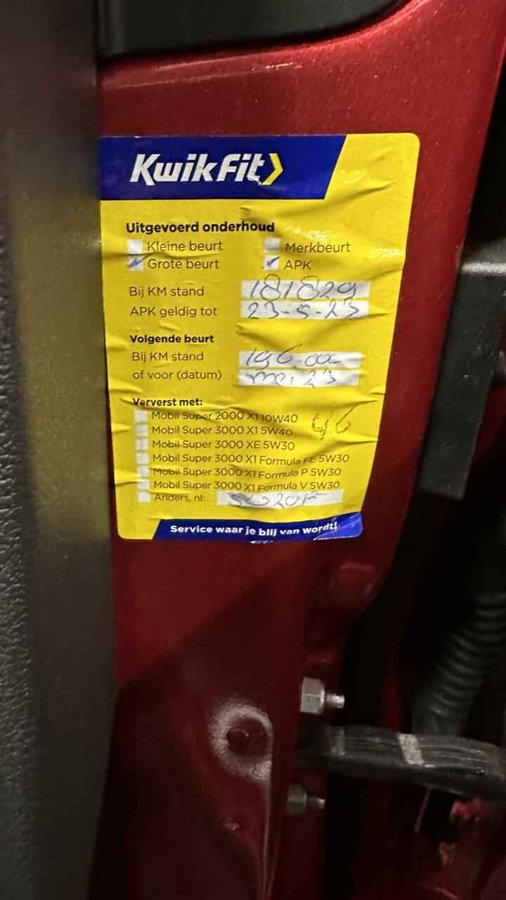 KwikFit
Uitgevoerd onderhoud
Kleine beurt Merkbeurt
Grote beurt APK
Bij KM stand 181829
APK geldig tot 23-5-23
Volgende beurt
Bij KM stand 196.000
of voor (datum) mei 23
Ververst met:
Mobil Super 2000 X1 10W40
Mobil Super 3000 X1 5W40
Mobil Super 3000 XE 5W30
Mobil Super 3000 X1 Formula FE 5W30
Mobil Super 3000 X1 Formula P 5W30
Mobil Super 3000 X1 Formula V 5W30
Anders, nl:
Service waar je blij van wordt!